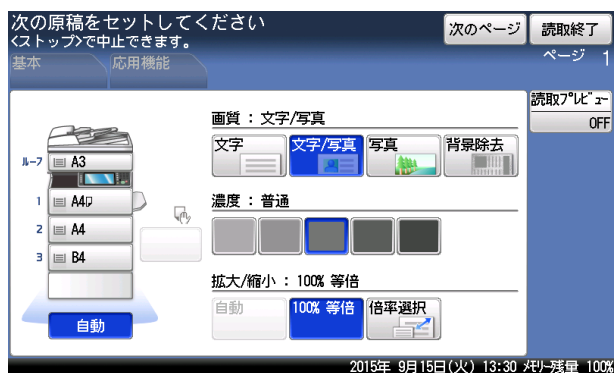 次の原稿をセットしてください
<ストップ>で中止できます。
次のページ
読取終了
基本
応用機能
ページ 1
読取プレビュー
OFF
画質：文字/写真
文字
文字/写真
写真
背景除去
ﾙｰﾌ
A3
1
A4
2
A4
3
B4
濃度：普通
拡大/縮小：100% 等倍
自動
100% 等倍
倍率選択
自動
2015年 9月15日(火) 13:30 ﾒﾓﾘｰ残量 100%